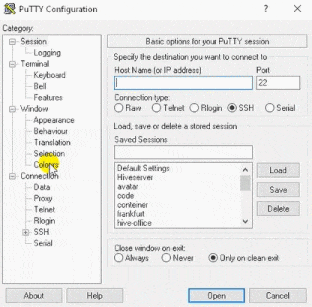 PuTTY Configuration
?
Category:
Session
Logging
Terminal
Keyboard
Bell
Features
Window
Appearance
Behaviour
Translation
Selection
Colours
Connection
Data
Proxy
Telnet
Rlogin
SSH
Serial
Basic options for your PuTTY session
Specify the destination you want to connect to
Host Name (or IP address) Port
22
Connection type:
Raw Telnet Rlogin SSH Serial
Load, save or delete a stored session
Saved Sessions
Default Settings
Hiveserver
avatar
code
conteiner
frankfurt
hive-office
Load
Save
Delete
Close window on exit:
Always Never Only on clean exit
About Help Open Cancel